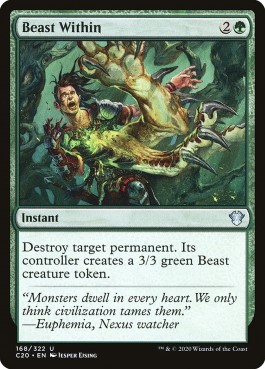 Beast Within 2
Instant
Destroy target permanent. Its
controller creates a 3/3 green Beast
creature token.
“Monsters dwell in every heart. We only
think civilization tames them.”
—Euphemia, Nexus watcher
168/322 U
C20 • EN Jesper Eising
™ & © 2020 Wizards of the Coast